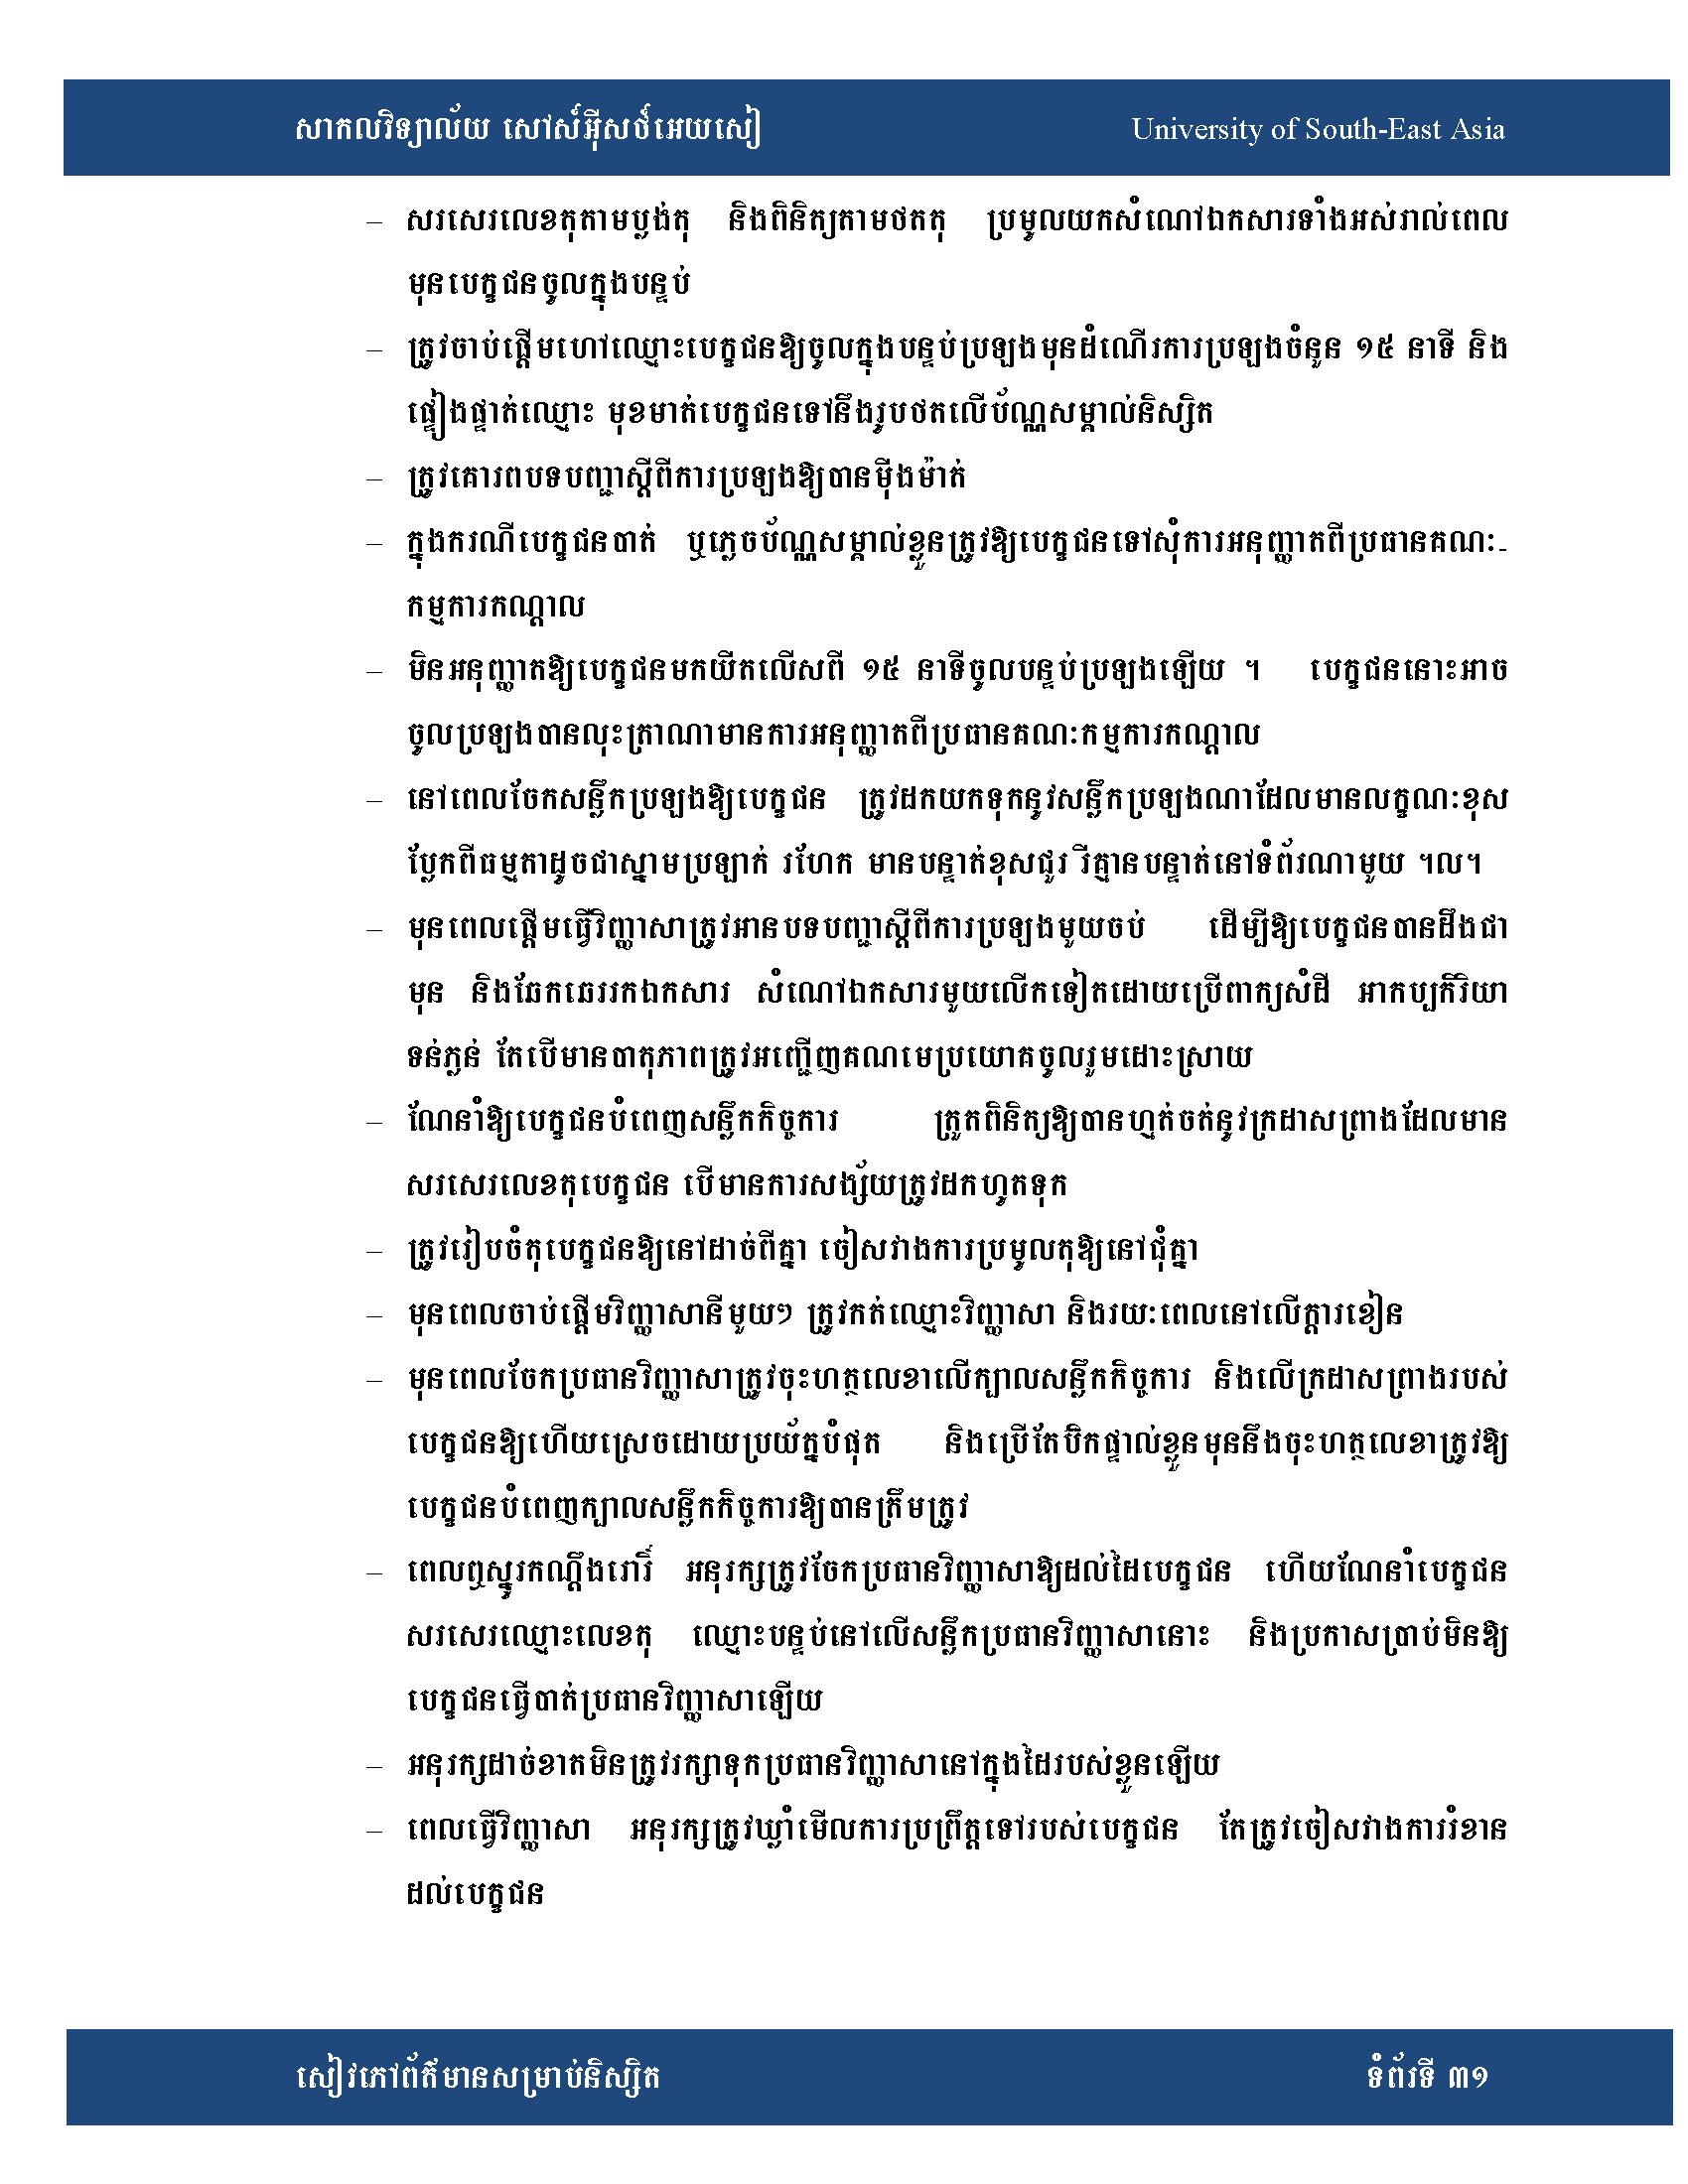 សាកលវិទ្យាល័យ សៅស៍អ៊ីសថ៍អេយសៀ University of South-East Asia
– សរសេរលេខតុតាមប្លង់តុ និងពិនិត្យតាមថតតុ ប្រមូលយកសំណៅឯកសារទាំងអស់រាល់ពេល
មុនបេក្ខជនចូលក្នុងបន្ទប់
– ត្រូវចាប់ផ្តើមហៅឈ្មោះបេក្ខជនឱ្យចូលក្នុងបន្ទប់ប្រឡងមុនដំណើរការប្រឡងចំនួន ១៥ នាទី និង
ផ្ទៀងផ្ទាត់ឈ្មោះ មុខមាត់បេក្ខជនទៅនឹងរូបថតលើប័ណ្ណសម្គាល់និស្សិត
– ត្រូវគោរពបទបញ្ជាស្តីពីការប្រឡងឱ្យបានម៉ឺងម៉ាត់
– ក្នុងករណីបេក្ខជនបាត់ ឬភ្លេចប័ណ្ណសម្គាល់ខ្លួនត្រូវឱ្យបេក្ខជនទៅសុំការអនុញ្ញាតពីប្រធានគណៈ-
កម្មការកណ្តាល
– មិនអនុញ្ញាតឱ្យបេក្ខជនមកយឺតលើសពី ១៥ នាទីចូលបន្ទប់ប្រឡងឡើយ ។ បេក្ខជននោះអាច
ចូលប្រឡងបានលុះត្រាណាមានការអនុញ្ញាតពីប្រធានគណៈកម្មការកណ្តាល
– នៅពេលចែកសន្លឹកប្រឡងឱ្យបេក្ខជន ត្រូវដកយកទុកនូវសន្លឹកប្រឡងណាដែលមានលក្ខណៈខុស
ប្លែកពីធម្មតាដូចជាស្នាមប្រឡាក់ រហែក មានបន្ទាត់ខុសជួរ រឺគ្មានបន្ទាត់នៅទំព័រណាមួយ ។ល។
– មុនពេលផ្តើមធ្វើវិញ្ញាសាត្រូវអានបទបញ្ជាស្តីពីការប្រឡងមួយចប់ ដើម្បីឱ្យបេក្ខជនបានដឹងជា
មុន និងឆែកឆេររកឯកសារ សំណៅឯកសារមួយលើកទៀតដោយប្រើពាក្យសំដី អាកប្បកិរិយា
ទន់ភ្លន់ តែបើមានបាតុភាពត្រូវអញ្ជើញគណមេប្រយោគចូលរួមដោះស្រាយ
– ណែនាំឱ្យបេក្ខជនបំពេញសន្លឹកកិច្ចការ ត្រួតពិនិត្យឱ្យបានហ្មត់ចត់នូវក្រដាសព្រាងដែលមាន
សរសេរលេខតុបេក្ខជន បើមានការសង្ស័យត្រូវដកហូតទុក
– ត្រូវរៀបចំតុបេក្ខជនឱ្យនៅដាច់ពីគ្នា ចៀសវាងការប្រមូលតុឱ្យនៅជុំគ្នា
– មុនពេលចាប់ផ្តើមវិញ្ញាសានីមួយៗ ត្រូវកត់ឈ្មោះវិញ្ញាសា និងរយៈពេលនៅលើក្តារខៀន
– មុនពេលចែកប្រធានវិញ្ញាសាត្រូវចុះហត្ថលេខាលើក្បាលសន្លឹកកិច្ចការ និងលើក្រដាសព្រាងរបស់
បេក្ខជនឱ្យហើយស្រេចដោយប្រយ័ត្នបំផុត និងប្រើតែប៊ិកផ្ទាល់ខ្លួនមុននឹងចុះហត្ថលេខាត្រូវឱ្យ
បេក្ខជនបំពេញក្បាលសន្លឹកកិច្ចការឱ្យបានត្រឹមត្រូវ
– ពេលឮស្នូរកណ្តឹងរោរិ៍ អនុរក្សត្រូវចែកប្រធានវិញ្ញាសាឱ្យដល់ដៃបេក្ខជន ហើយណែនាំបេក្ខជន
សរសេរឈ្មោះលេខតុ ឈ្មោះបន្ទប់នៅលើសន្លឹកប្រធានវិញ្ញាសានោះ និងប្រកាសប្រាប់មិនឱ្យ
បេក្ខជនធ្វើបាត់ប្រធានវិញ្ញាសាឡើយ
– អនុរក្សដាច់ខាតមិនត្រូវរក្សាទុកប្រធានវិញ្ញាសានៅក្នុងដៃរបស់ខ្លួនឡើយ
– ពេលធ្វើវិញ្ញាសា អនុរក្សត្រូវឃ្លាំមើលការប្រព្រឹត្តទៅរបស់បេក្ខជន តែត្រូវចៀសវាងការរំខាន
ដល់បេក្ខជន
សៀវភៅព័ត៌មានសម្រាប់និស្សិត ទំព័រទី ៣១